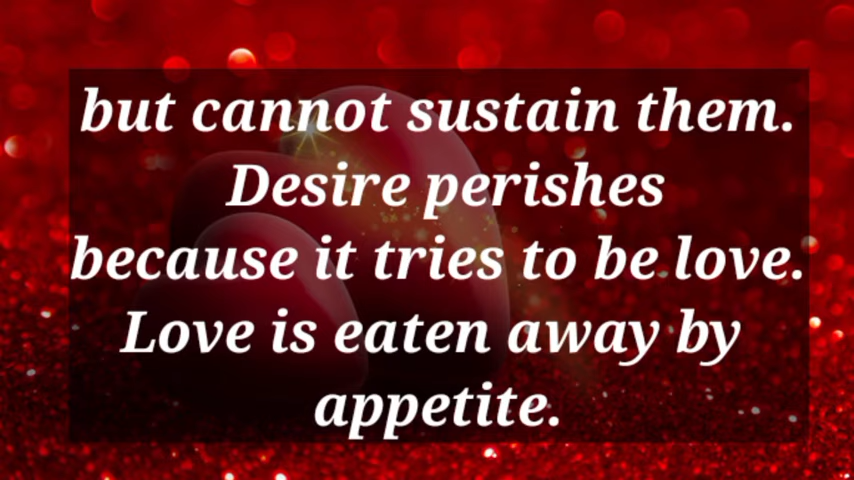 but cannot sustain them.
Desire perishes
because it tries to be love.
Love is eaten away by
appetite.